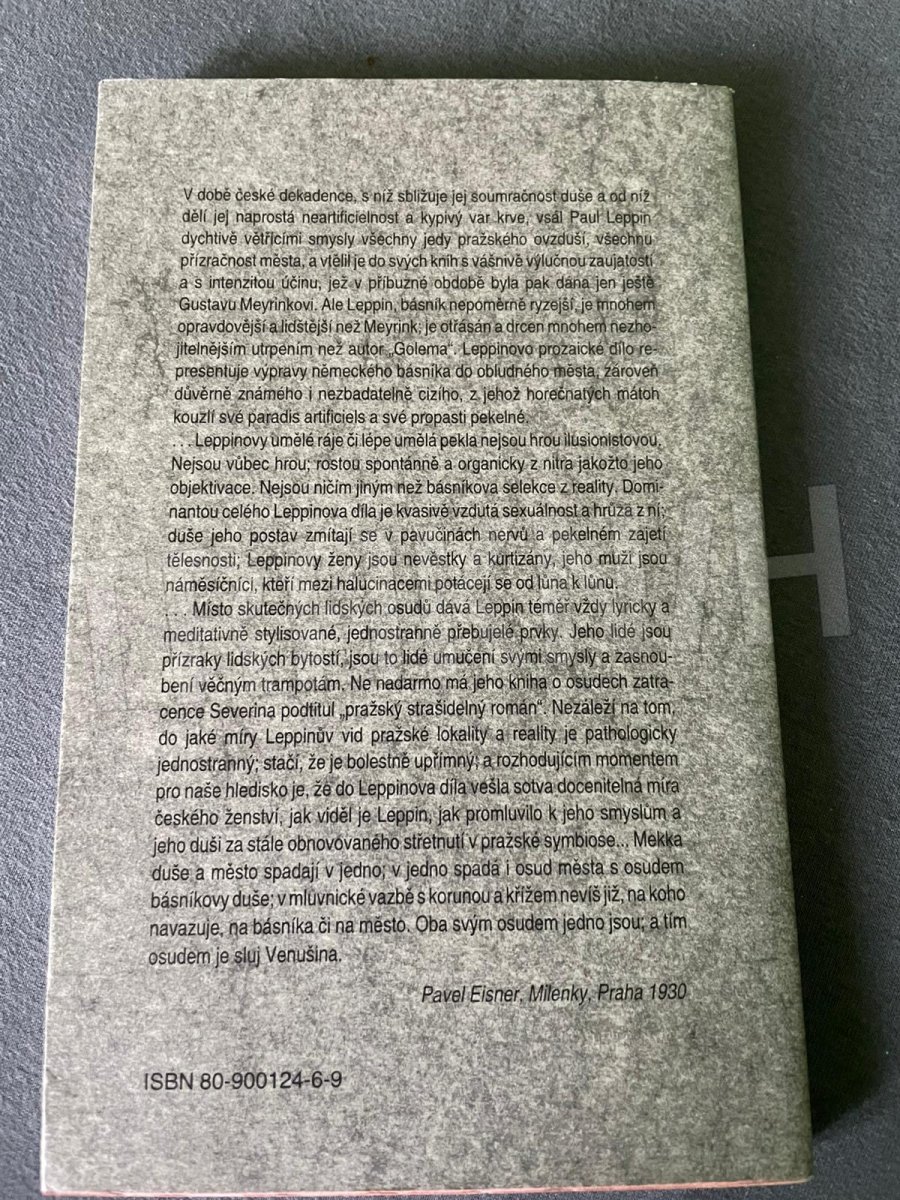 V době české dekadence, s níž sbližuje jej soumračnost duše a od níž
dělí jej naprostá neartificielnost a kypivý var krve, vsál Paul Leppin
dychtivě větřícími smysly všechny jedy pražského ovzduší, všechnu
přízračnost města, a vtělil je do svých knih s vášnivě výlučnou zaujatostí
a s intenzitou účinu, jež v příbuzné obdobě byla pak dána jen ještě
Gustavu Meyrinkovi. Ale Leppin, básník nepoměrně ryzejší, je mnohem
opravdovější a lidštější než Meyrink; je otřásán a drcen mnohem nezho-
jitelnějším utrpením než autor „Golema“. Leppinovo prozaické dílo re-
presentuje výpravy německého básníka do obludného města, zároveň
důvěrně známého i nezbadatelně cizího, z jehož horečnatých mátoh
kouzlí své paradis artificiels a své propasti pekelné.
. . . Leppinovy umělé ráje či lépe umělá pekla nejsou hrou ilusionistovou.
Nejsou vůbec hrou; rostou spontánně a organicky z nitra jakožto jeho
objektivace. Nejsou ničím jiným než básníkova selekce z reality. Domi-
nantou celého Leppinova díla je kvasivě vzdutá sexuálnost a hrůza z ní;
duše jeho postav zmítají se v pavučinách nervů a pekelném zajetí
tělesnosti; Leppinovy ženy jsou nevěstky a kurtizány, jeho muži jsou
náměsíčníci, kteří mezi halucinacemi potácejí se od lůna k lůnu.
. . . Místo skutečných lidských osudů dává Leppin téměř vždy lyricky a
meditativně stylisované, jednostranně přebujelé prvky. Jeho lidé jsou
přízraky lidských bytostí, jsou to lidé umučení svými smysly a zasnou-
bení věčným trampotám. Ne nadarmo má jeho kniha o osudech zatra-
cence Severina podtitul „pražský strašidelný román“. Nezáleží na tom,
do jaké míry Leppinův vid pražské lokality a reality je pathologicky
jednostranný; stačí, že je bolestně upřímný; a rozhodujícím momentem
pro naše hledisko je, že do Leppinova díla vešla sotva docenitelná míra
českého ženství, jak viděl je Leppin, jak promluvilo k jeho smyslům a
jeho duši za stále obnovovaného střetnutí v pražské symbiose... Mekka
duše a město spadají v jedno; v jedno spadá i osud města s osudem
básníkovy duše; v mluvnické vazbě s korunou a křížem nevíš již, na koho
navazuje, na básníka či na město. Oba svým osudem jedno jsou; a tím
osudem je sluj Venušina.
Pavel Eisner, Milenky, Praha 1930
ISBN 80-900124-6-9